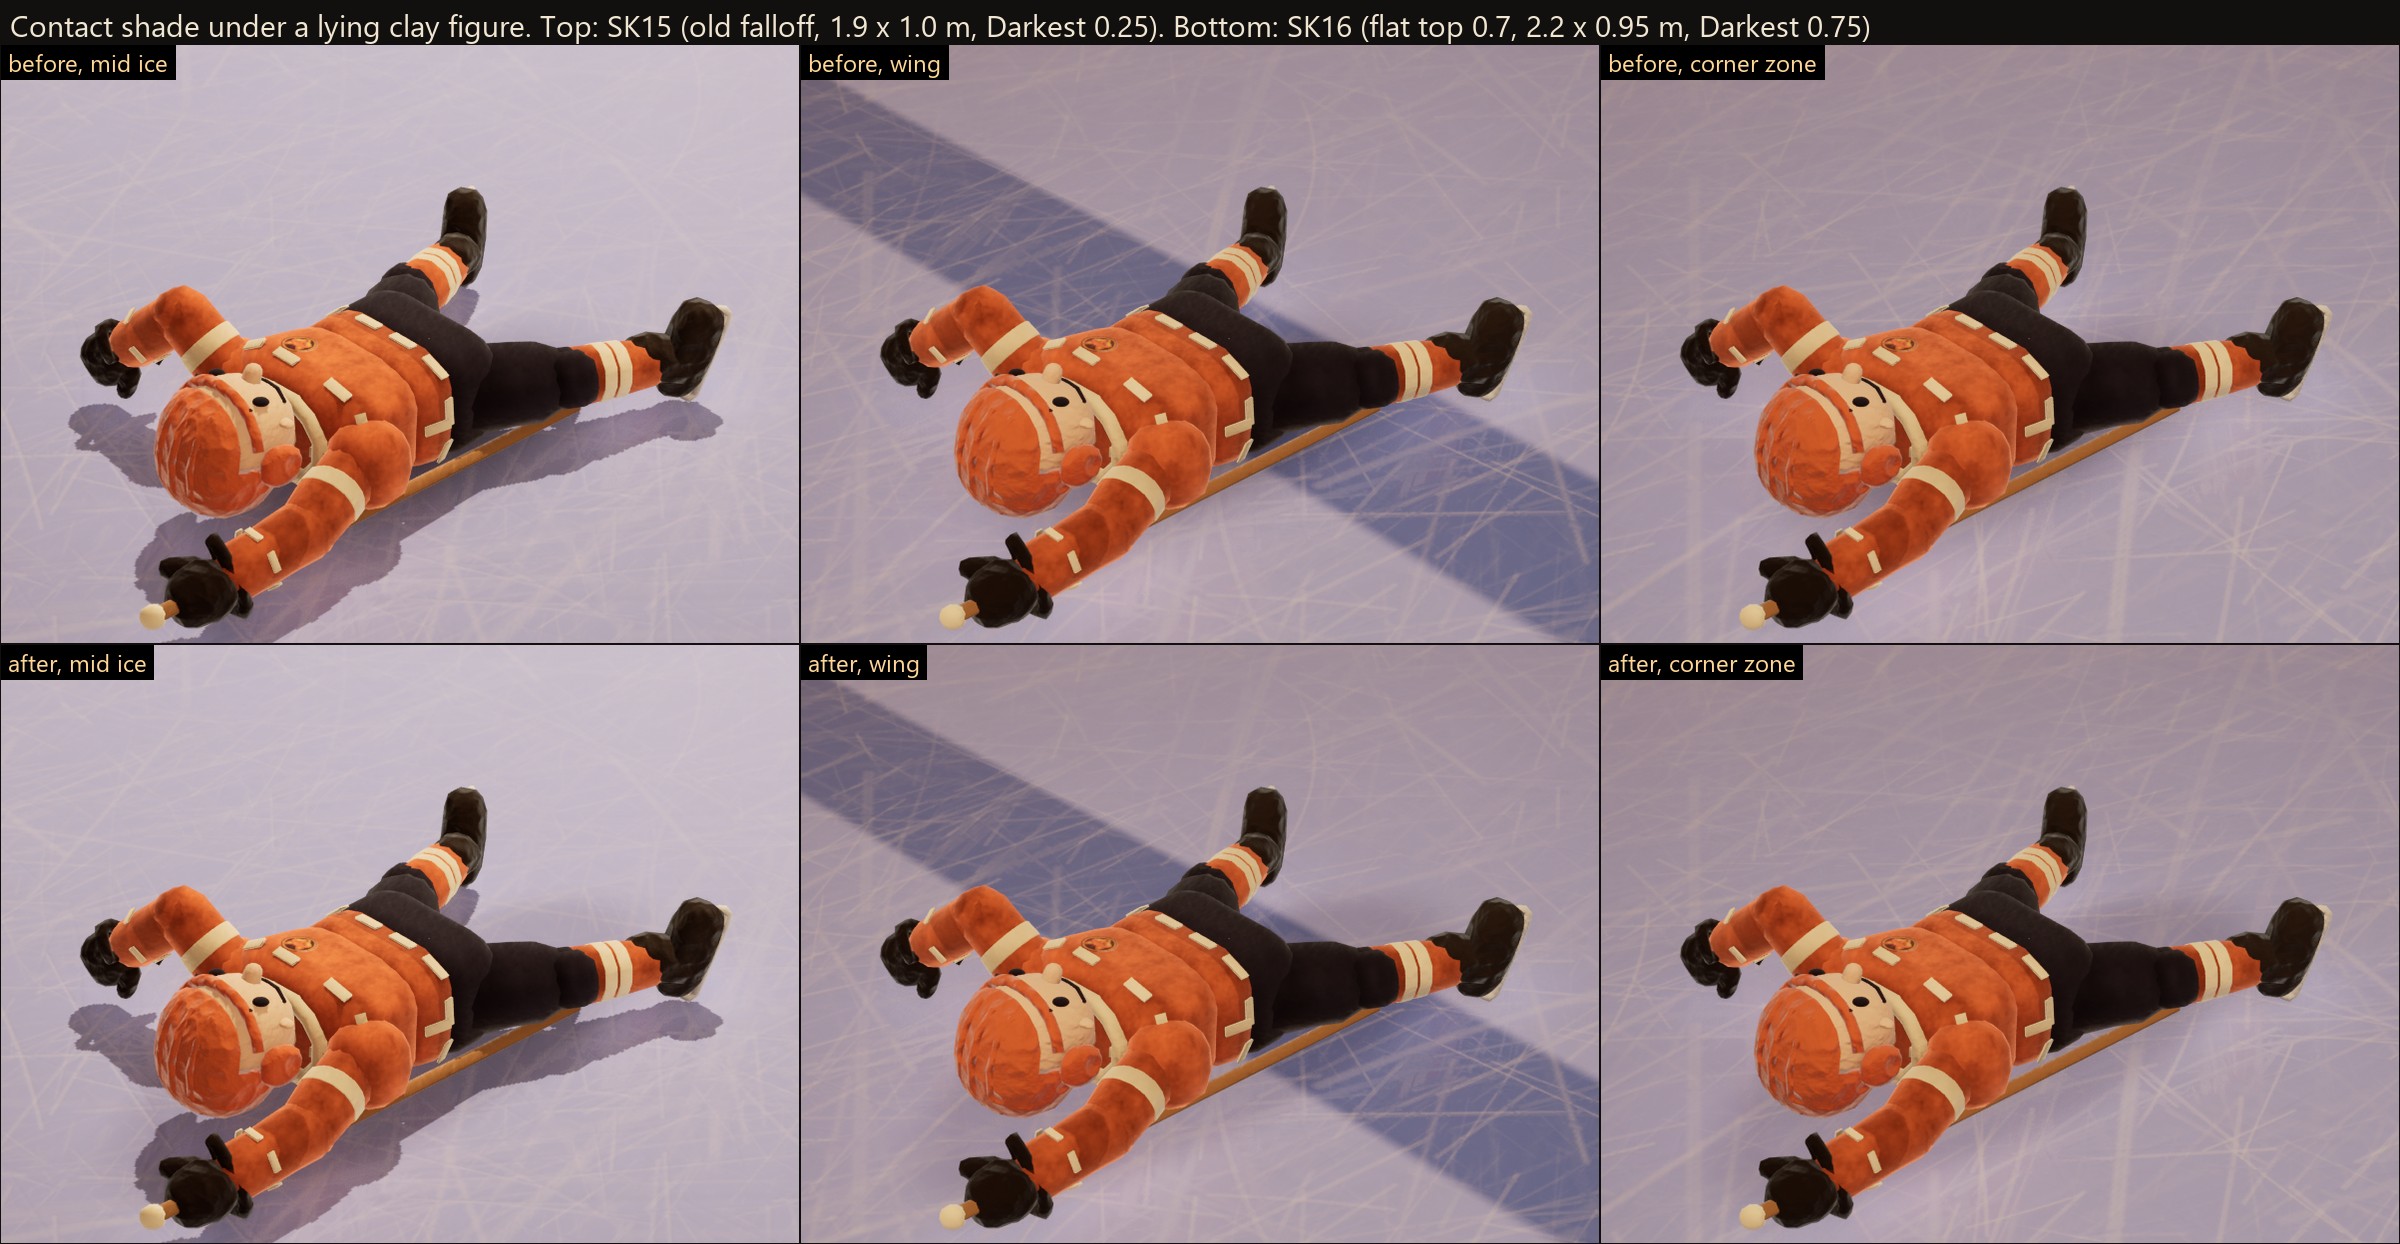 Contact shade under a lying clay figure. Top: SK15 (old falloff, 1.9 x 1.0 m, Darkest 0.25). Bottom: SK16 (flat top 0.7, 2.2 x 0.95 m, Darkest 0.75)
before, mid ice
before, wing
before, corner zone
after, mid ice
after, wing
after, corner zone